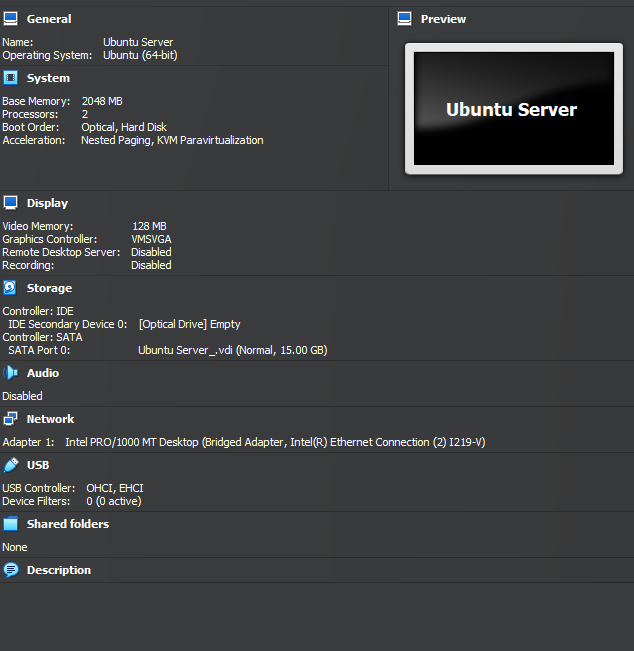 General
Name: Ubuntu Server
Operating System: Ubuntu (64-bit)
System
Base Memory: 2048 MB
Processors: 2
Boot Order: Optical, Hard Disk
Acceleration: Nested Paging, KVM Paravirtualization
Preview
Ubuntu Server
Display
Video Memory: 128 MB
Graphics Controller: VMSVGA
Remote Desktop Server: Disabled
Recording: Disabled
Storage
Controller: IDE
IDE Secondary Device 0: [Optical Drive] Empty
Controller: SATA
SATA Port 0: Ubuntu Server_.vdi (Normal, 15.00 GB)
Audio
Disabled
Network
Adapter 1: Intel PRO/1000 MT Desktop (Bridged Adapter, Intel(R) Ethernet Connection (2) I219-V)
USB
USB Controller: OHCI, EHCI
Device Filters: 0 (0 active)
Shared folders
None
Description